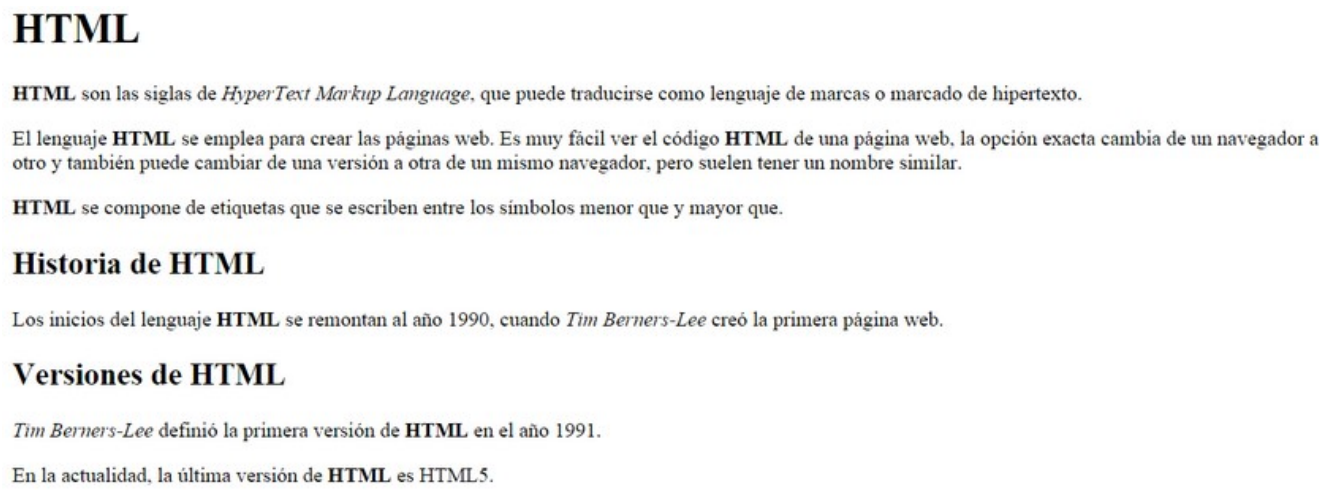 HTML
HTML son las siglas de HyperText Markup Language, que puede traducirse como lenguaje de marcas o marcado de hipertexto.
El lenguaje HTML se emplea para crear las páginas web. Es muy fácil ver el código HTML de una página web, la opción exacta cambia de un navegador a
otro y también puede cambiar de una versión a otra de un mismo navegador, pero suelen tener un nombre similar.
HTML se compone de etiquetas que se escriben entre los símbolos menor que y mayor que.
Historia de HTML
Los inicios del lenguaje HTML se remontan al año 1990, cuando Tim Berners-Lee creó la primera página web.
Versiones de HTML
Tim Berners-Lee definió la primera versión de HTML en el año 1991.
En la actualidad, la última versión de HTML es HTML5.